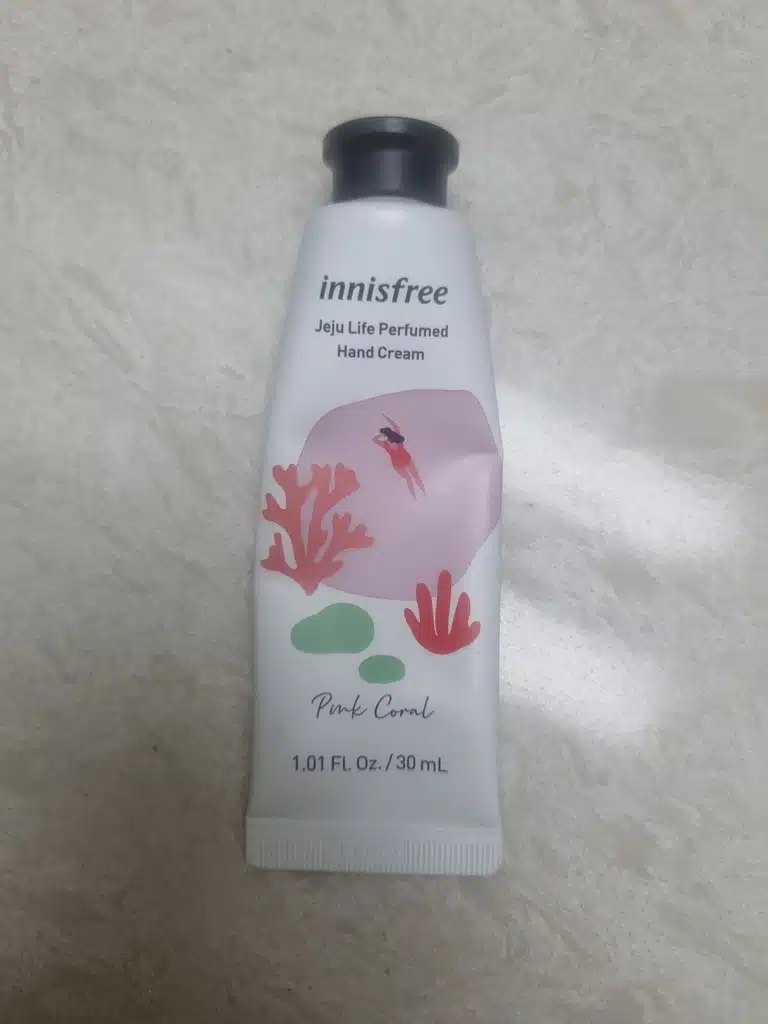 innisfree
Jeju Life Perfumed
Hand Cream
Pink Coral
1.01 Fl. Oz. / 30 mL